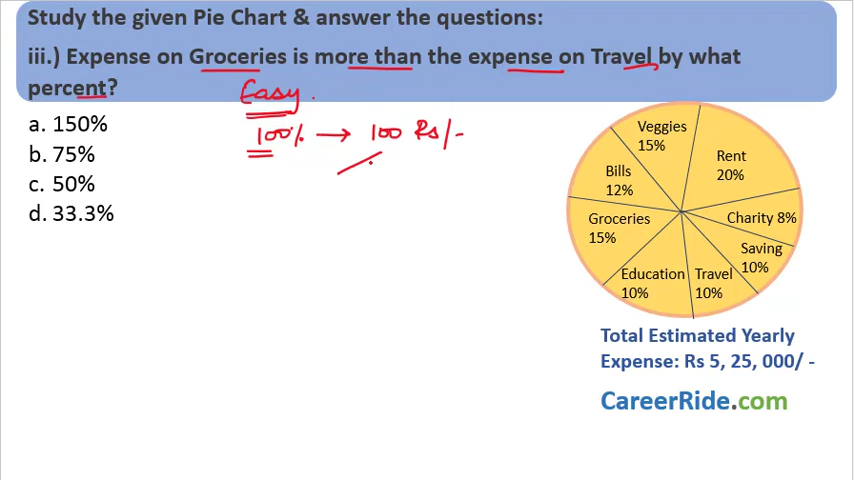 Study the given Pie Chart & answer the questions:
iii.) Expense on Groceries is more than the expense on Travel by what
percent?
Easy.
a. 150%
100% → 100 Rs/-
b. 75%
c. 50%
d. 33.3%
Veggies
15%
Rent
20%
Bills
12%
Charity 8%
Groceries
15%
Saving
10%
Education
10%
Travel
10%
Total Estimated Yearly
Expense: Rs 5, 25, 000/ -
CareerRide.com